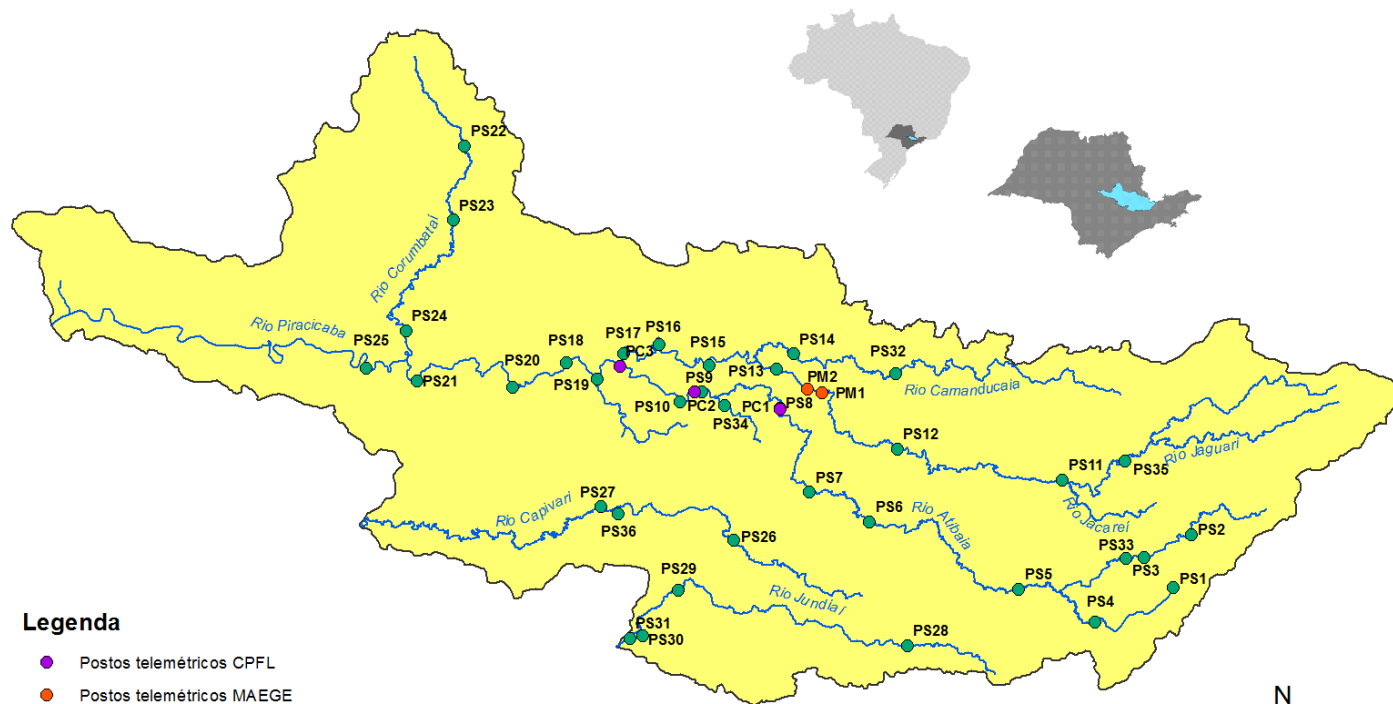 PS22
PS23
Rio Corumbataí
PS24
Rio Piracicaba
PS25
PS21
PS20
PS18
PS19
PS17
PC3
PS16
PS15
PS14
PS13
PS32
Rio Camanducaia
PM2
PM1
PS9
PS10
PC2
PS34
PC1
PS8
PS12
PS11
PS35
Rio Jaguari
Rio Jacareí
PS7
PS6
Rio Atibaia
PS27
PS36
Rio Capivari
PS26
PS2
PS33
PS3
PS1
PS5
PS4
PS29
Rio Jundiaí
PS28
PS31
PS30
Legenda
Postos telemétricos CPFL
Postos telemétricos MAEGE
N